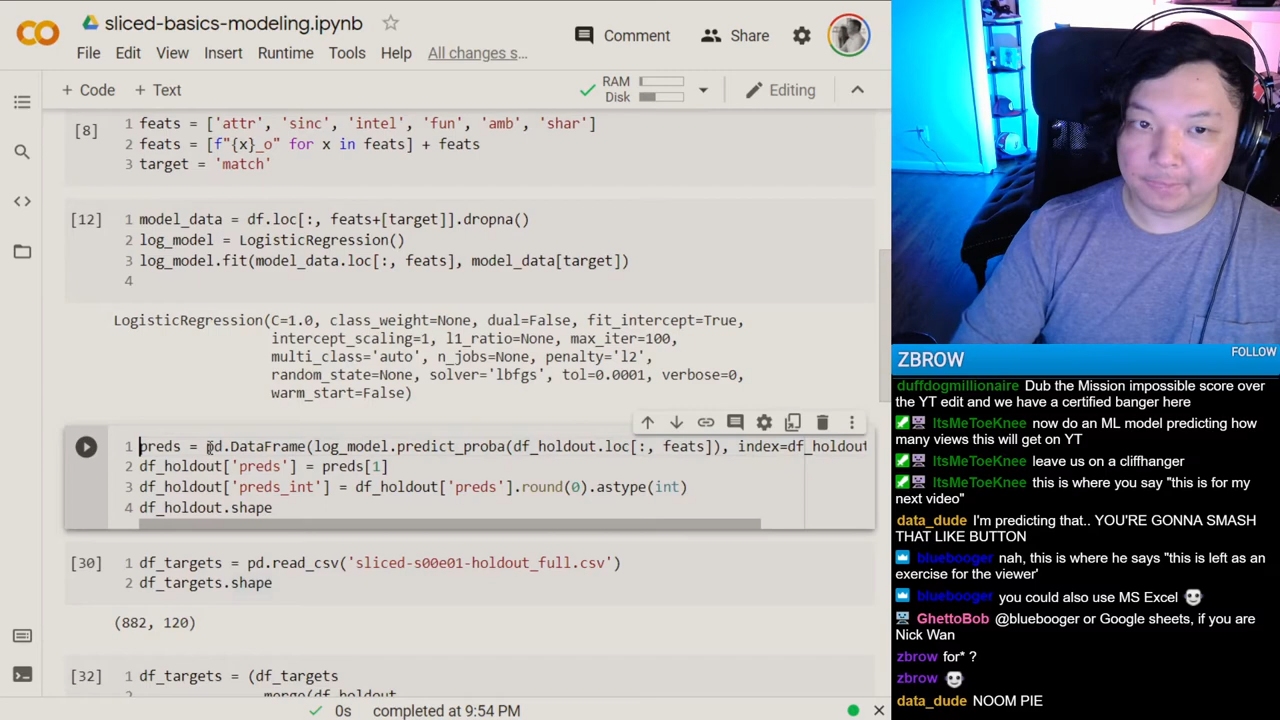 sliced-basics-modeling.ipynb
Comment
Share
File Edit View Insert Runtime Tools Help All changes s...
+ Code + Text
RAM
Disk
Editing
[8]
1 feats = ['attr', 'sinc', 'intel', 'fun', 'amb', 'shar']
2 feats = [f"{x}_o" for x in feats] + feats
3 target = 'match'
[12]
1 model_data = df.loc[:, feats+[target]].dropna()
2 log_model = LogisticRegression()
3 log_model.fit(model_data.loc[:, feats], model_data[target])
4
LogisticRegression(C=1.0, class_weight=None, dual=False, fit_intercept=True,
intercept_scaling=1, l1_ratio=None, max_iter=100,
multi_class='auto', n_jobs=None, penalty='l2',
random_state=None, solver='lbfgs', tol=0.0001, verbose=0,
warm_start=False)
1 preds = pd.DataFrame(log_model.predict_proba(df_holdout.loc[:, feats]), index=df_holdout
2 df_holdout['preds'] = preds[1]
3 df_holdout['preds_int'] = df_holdout['preds'].round(0).astype(int)
4 df_holdout.shape
[30]
1 df_targets = pd.read_csv('sliced-s00e01-holdout_full.csv')
2 df_targets.shape
(882, 120)
[32]
1 df_targets = (df_targets
merge(df_holdout
0s completed at 9:54 PM
ZBROW
FOLLOW
duffdogmillionaire Dub the Mission impossible score over
the YT edit and we have a certified banger here
ItsMeToeKnee now do an ML model predicting how
many views this will get on YT
ItsMeToeKnee leave us on a cliffhanger
ItsMeToeKnee this is where you say "this is for my
next video"
data_dude I'm predicting that.. YOU'RE GONNA SMASH
THAT LIKE BUTTON
bluebooger nah, this is where he says "this is left as an
exercise for the viewer'
bluebooger you could also use MS Excel
GhettoBob @bluebooger or Google sheets, if you are
Nick Wan
zbrow for* ?
zbrow
data_dude NOOM PIE